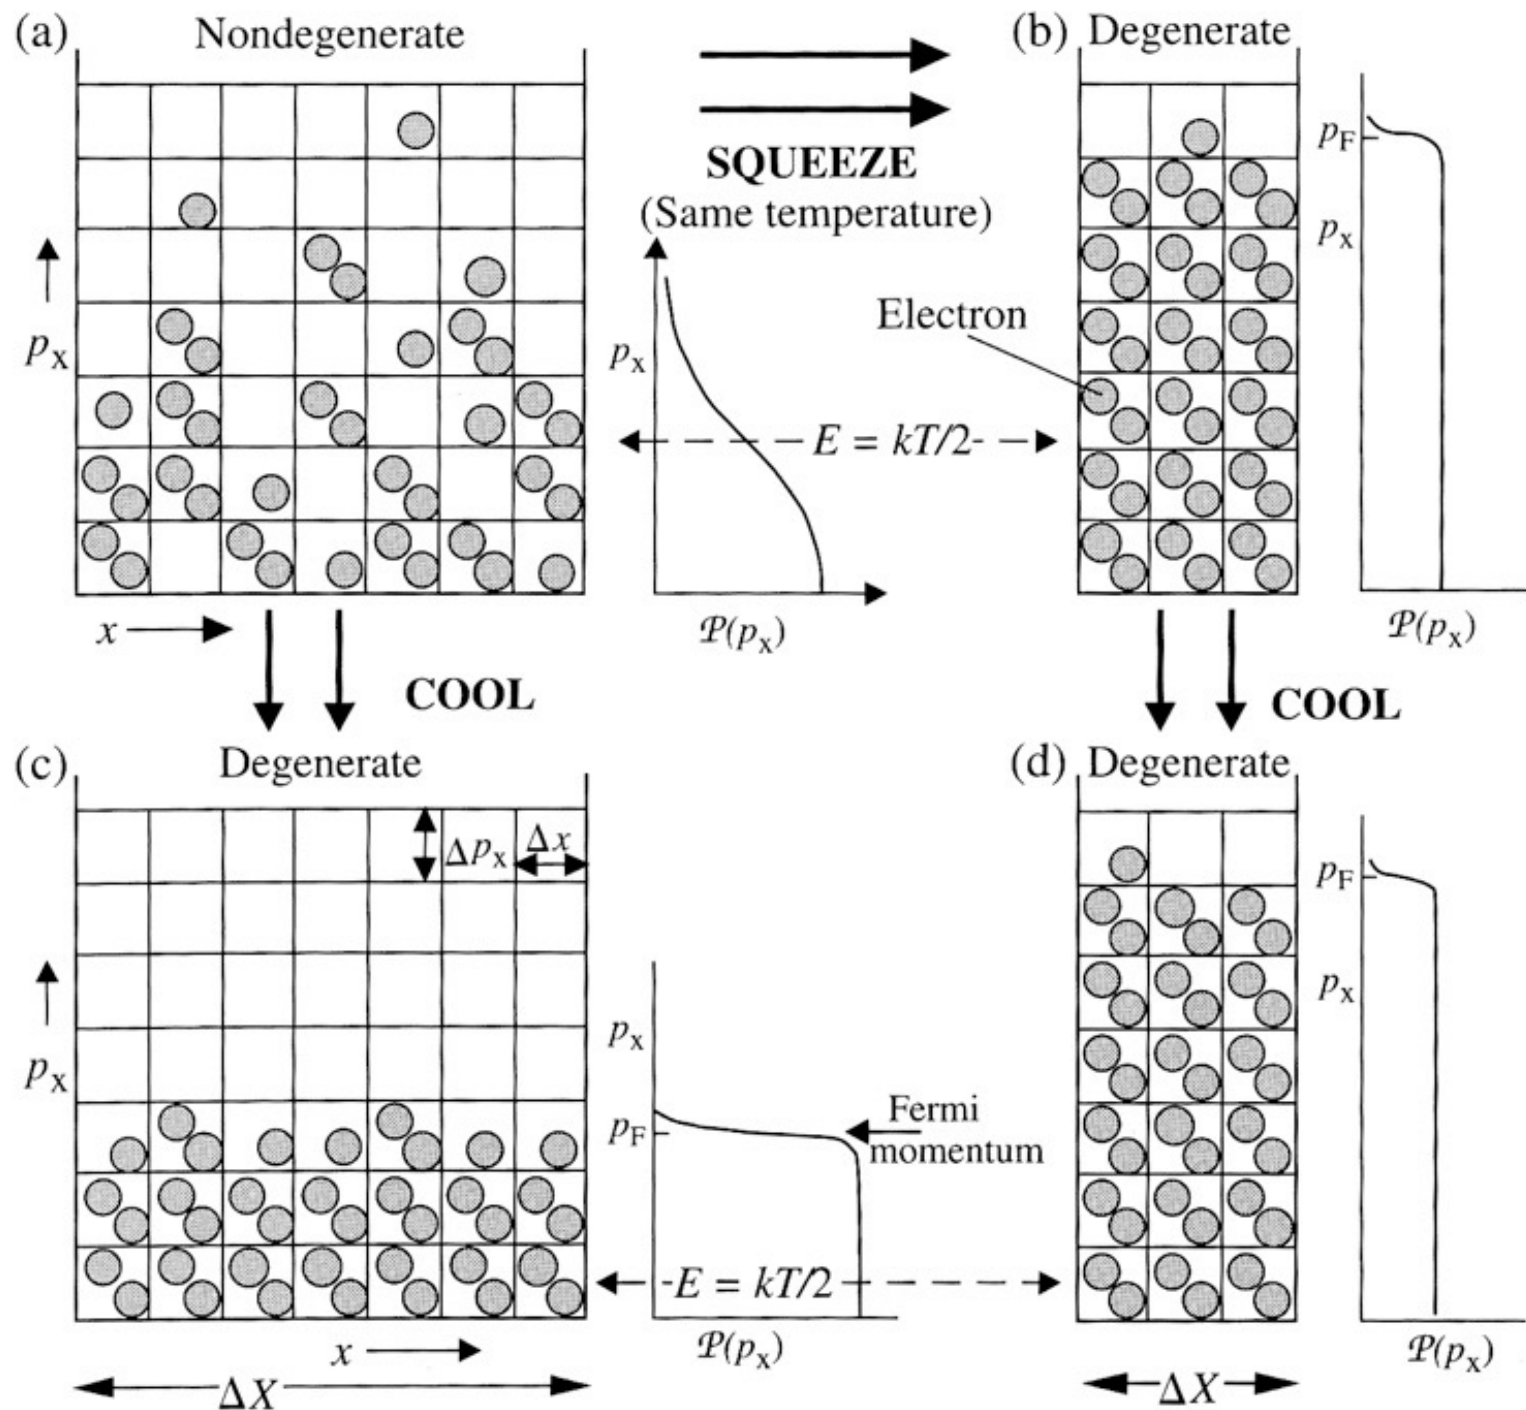 (a) Nondegenerate
(b) Degenerate
SQUEEZE
(Same temperature)
p_F
p_x
p_x
p_x
Electron
E = kT/2
x
𝒫(p_x)
𝒫(p_x)
COOL
COOL
(c) Degenerate
(d) Degenerate
Δp_x
Δx
p_F
p_x
p_x
p_x
p_F
Fermi
momentum
E = kT/2
x
𝒫(p_x)
𝒫(p_x)
ΔX
ΔX